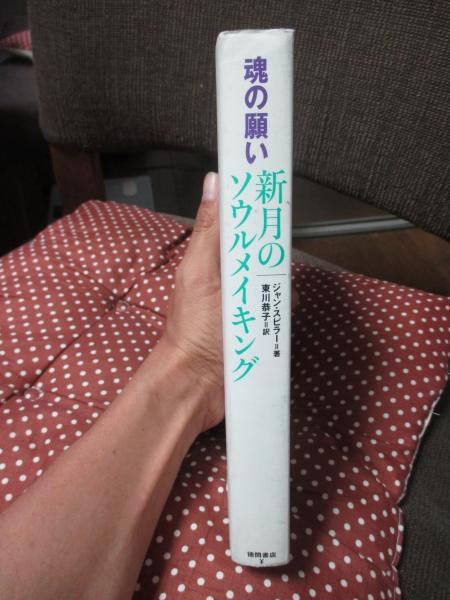 魂の願い
新月の
ソウルメイキング
ジャン・スピラー=著
東川恭子=訳
徳間書店
¥